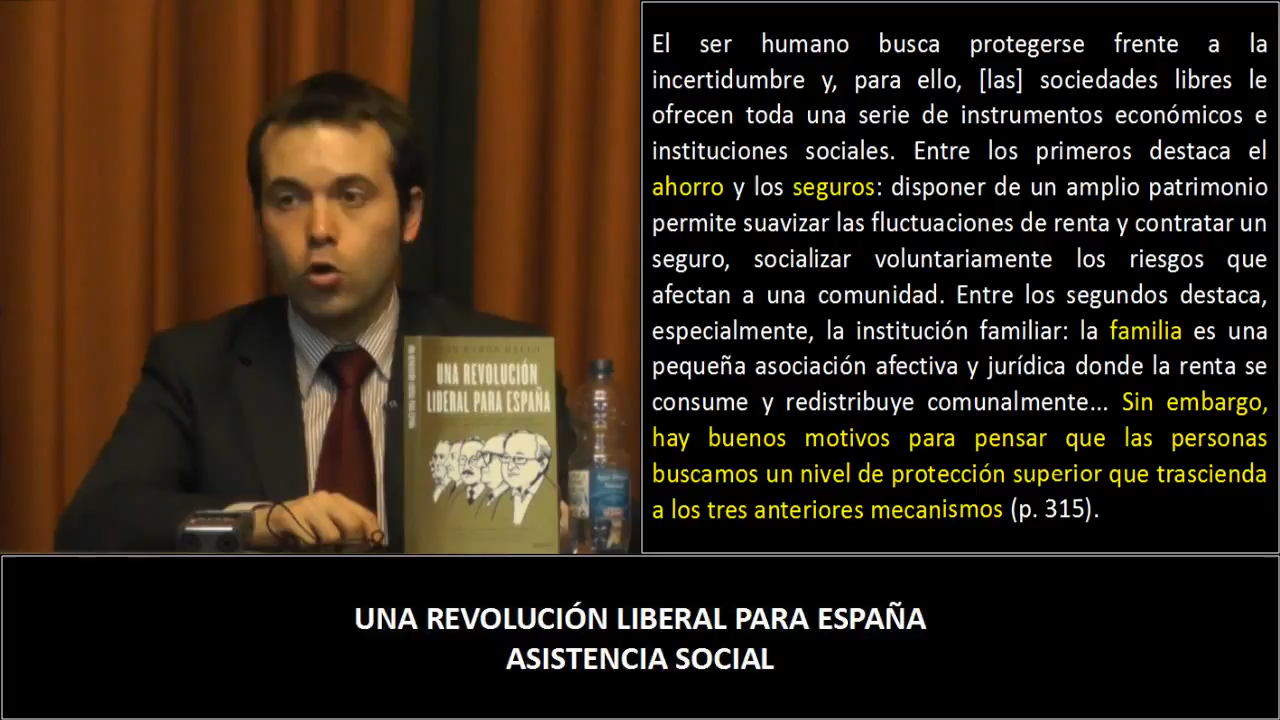 El ser humano busca protegerse frente a la
incertidumbre y, para ello, [las] sociedades libres le
ofrecen toda una serie de instrumentos económicos e
instituciones sociales. Entre los primeros destaca el
ahorro y los seguros: disponer de un amplio patrimonio
permite suavizar las fluctuaciones de renta y contratar un
seguro, socializar voluntariamente los riesgos que
afectan a una comunidad. Entre los segundos destaca,
especialmente, la institución familiar: la familia es una
pequeña asociación afectiva y jurídica donde la renta se
consume y redistribuye comunalmente... Sin embargo,
hay buenos motivos para pensar que las personas
buscamos un nivel de protección superior que trascienda
a los tres anteriores mecanismos (p. 315).
UNA REVOLUCIÓN
LIBERAL PARA ESPAÑA
UNA REVOLUCIÓN LIBERAL PARA ESPAÑA
ASISTENCIA SOCIAL